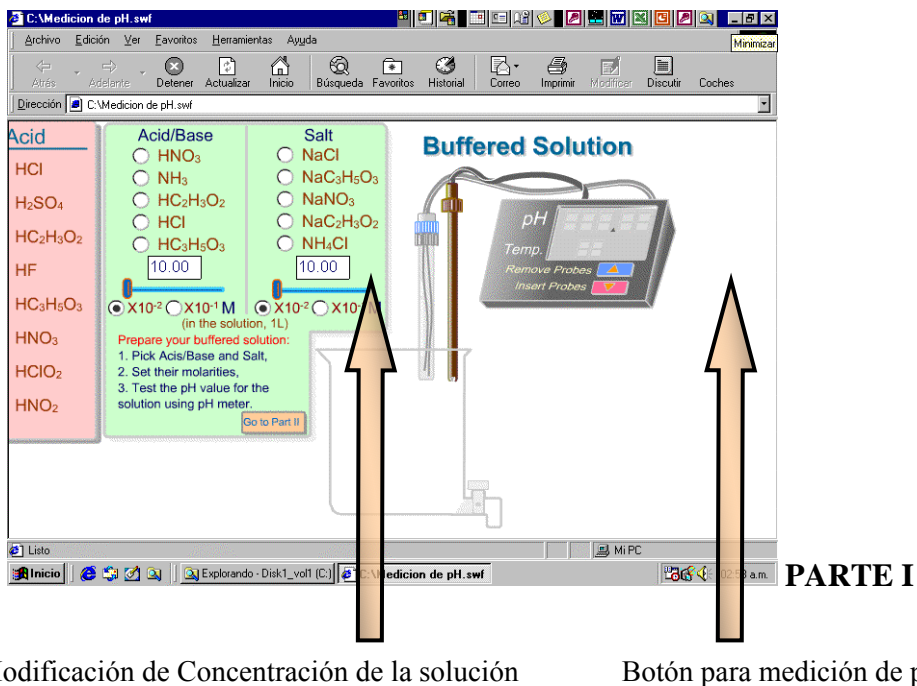 C:\Medicion de pH.swf
Minimizar
Archivo Edición Ver Favoritos Herramientas Ayuda
Atrás Adelante Detener Actualizar Inicio Búsqueda Favoritos Historial Correo Imprimir Modificar Discutir Coches
Dirección C:\Medicion de pH.swf
Acid
HCl
H₂SO₄
HC₂H₃O₂
HF
HC₃H₅O₃
HNO₃
HClO₂
HNO₂
Acid/Base
HNO₃
NH₃
HC₂H₃O₂
HCl
HC₃H₅O₃
10.00
X10⁻² X10⁻¹ M
Salt
NaCl
NaC₃H₅O₃
NaNO₃
NaC₂H₃O₂
NH₄Cl
10.00
X10⁻² X10
(in the solution, 1L)
Prepare your buffered solution:
1. Pick Acis/Base and Salt,
2. Set their molarities,
3. Test the pH value for the
solution using pH meter.
Go to Part II
Buffered Solution
pH
Temp.
Remove Probes
Insert Probes
Listo Mi PC
Inicio Explorando - Disk1_vol1 (C:) C:\Medicion de pH.swf a.m.
PARTE I
Modificación de Concentración de la solución
Botón para medición de